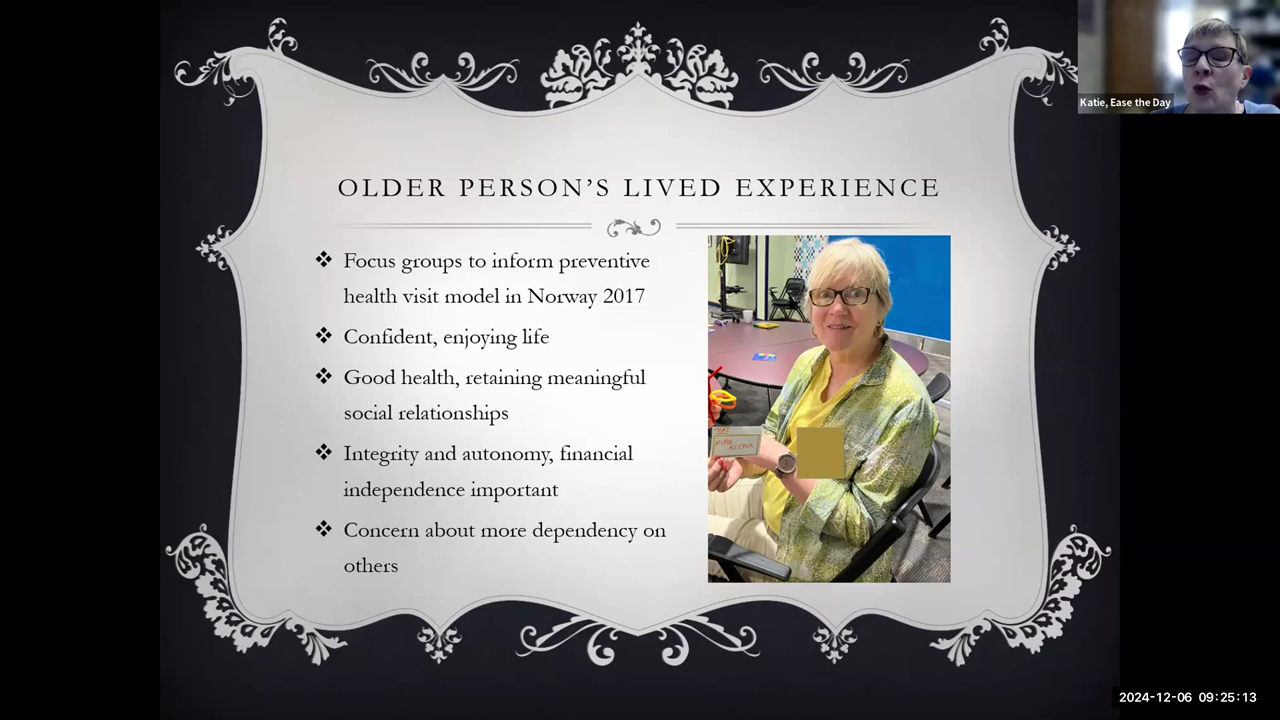 Katie, Ease the Day
OLDER PERSON'S LIVED EXPERIENCE
❖ Focus groups to inform preventive
health visit model in Norway 2017
❖ Confident, enjoying life
❖ Good health, retaining meaningful
social relationships
❖ Integrity and autonomy, financial
independence important
❖ Concern about more dependency on
others
2024-12-06 09:25:13